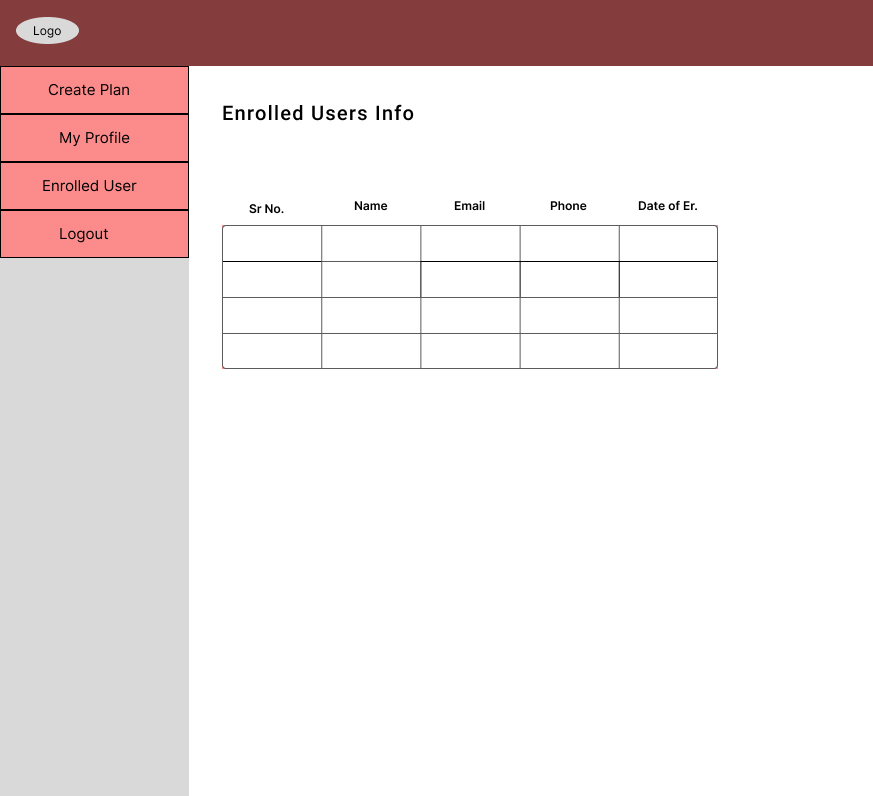 Logo
Create Plan
My Profile
Enrolled User
Logout
Enrolled Users Info
Sr No. Name Email Phone Date of Er.